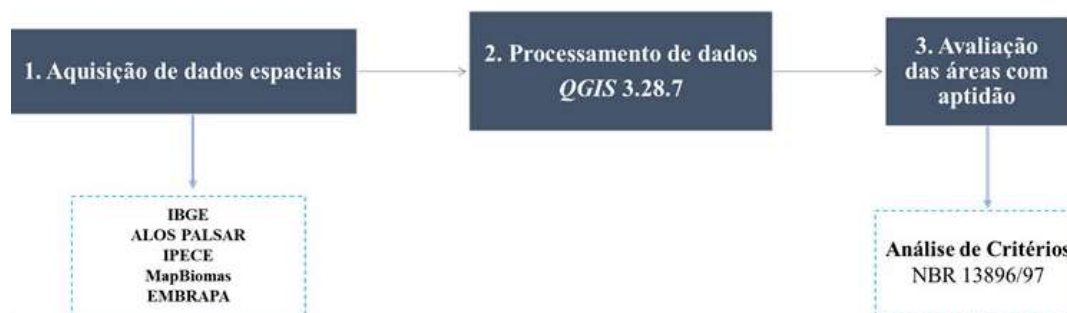 1. Aquisição de dados espaciais
2. Processamento de dados
QGIS 3.28.7
3. Avaliação
das áreas com
aptidão
IBGE
ALOS PALSAR
IPECE
MapBiomas
EMBRAPA
Análise de Critérios
NBR 13896/97